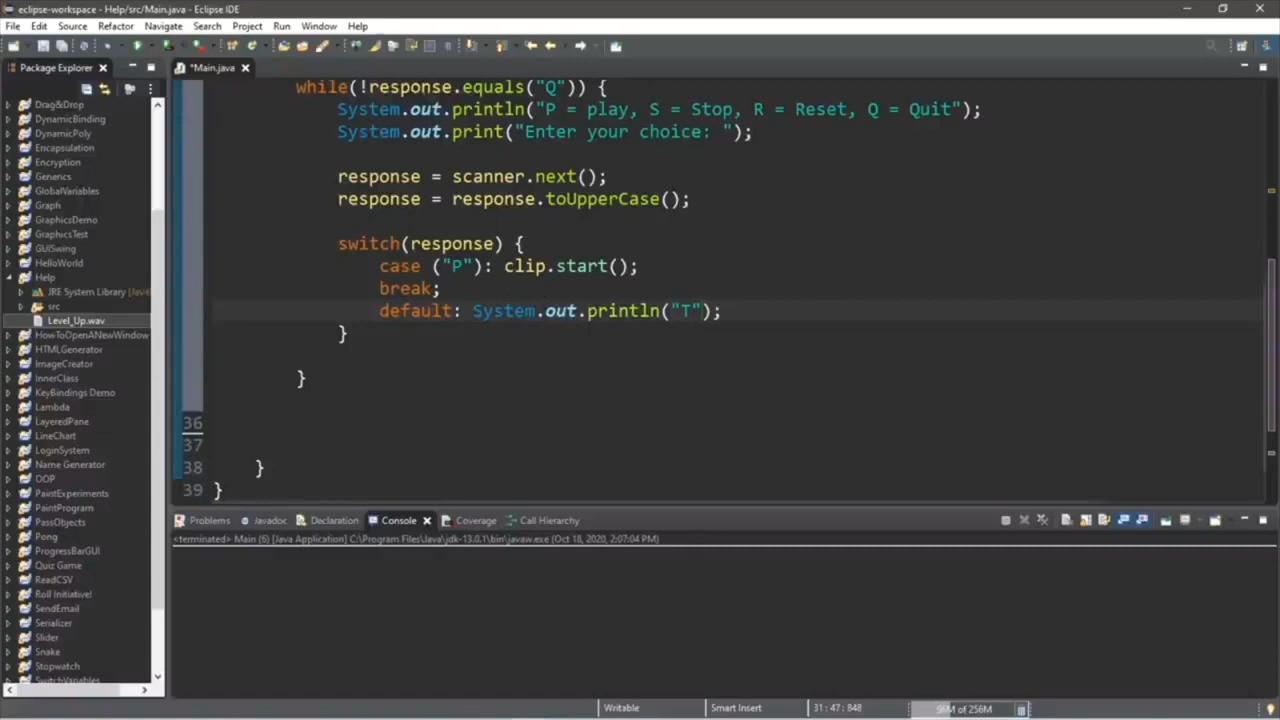 eclipse-workspace - Help/src/Main.java - Eclipse IDE
File Edit Source Refactor Navigate Search Project Run Window Help
Package Explorer
*Main.java
Drag&Drop
DynamicBinding
DynamicPoly
Encapsulation
Encryption
Generics
GlobalVariables
Graph
GraphicsDemo
GraphicsTest
GUISwing
HelloWorld
Help
JRE System Library [Java
src
Level_Up.wav
HowToOpenANewWindow
HTMLGenerator
ImageCreator
InnerClass
KeyBindings Demo
Lambda
LayeredPane
LineChart
LoginSystem
Name Generator
OOP
PaintExperiments
PaintProgram
PassObjects
Pong
ProgressBarGUI
Quiz Game
ReadCSV
Roll Initiative!
SendEmail
Serializer
Slider
Snake
Stopwatch
SwitchVariables
while(!response.equals("Q")) {
System.out.println("P = play, S = Stop, R = Reset, Q = Quit");
System.out.print("Enter your choice: ");
response = scanner.next();
response = response.toUpperCase();
switch(response) {
case ("P"): clip.start();
break;
default: System.out.println("T");
}
}
36
37
38 }
39 }
Problems Javadoc Declaration Console Coverage Call Hierarchy
<terminated> Main (6) [Java Application] C:\Program Files\Java\jdk-13.0.1\bin\javaw.exe (Oct 18, 2020, 2:07:04 PM)
Writable Smart Insert 31 : 47 : 848 96M of 256M